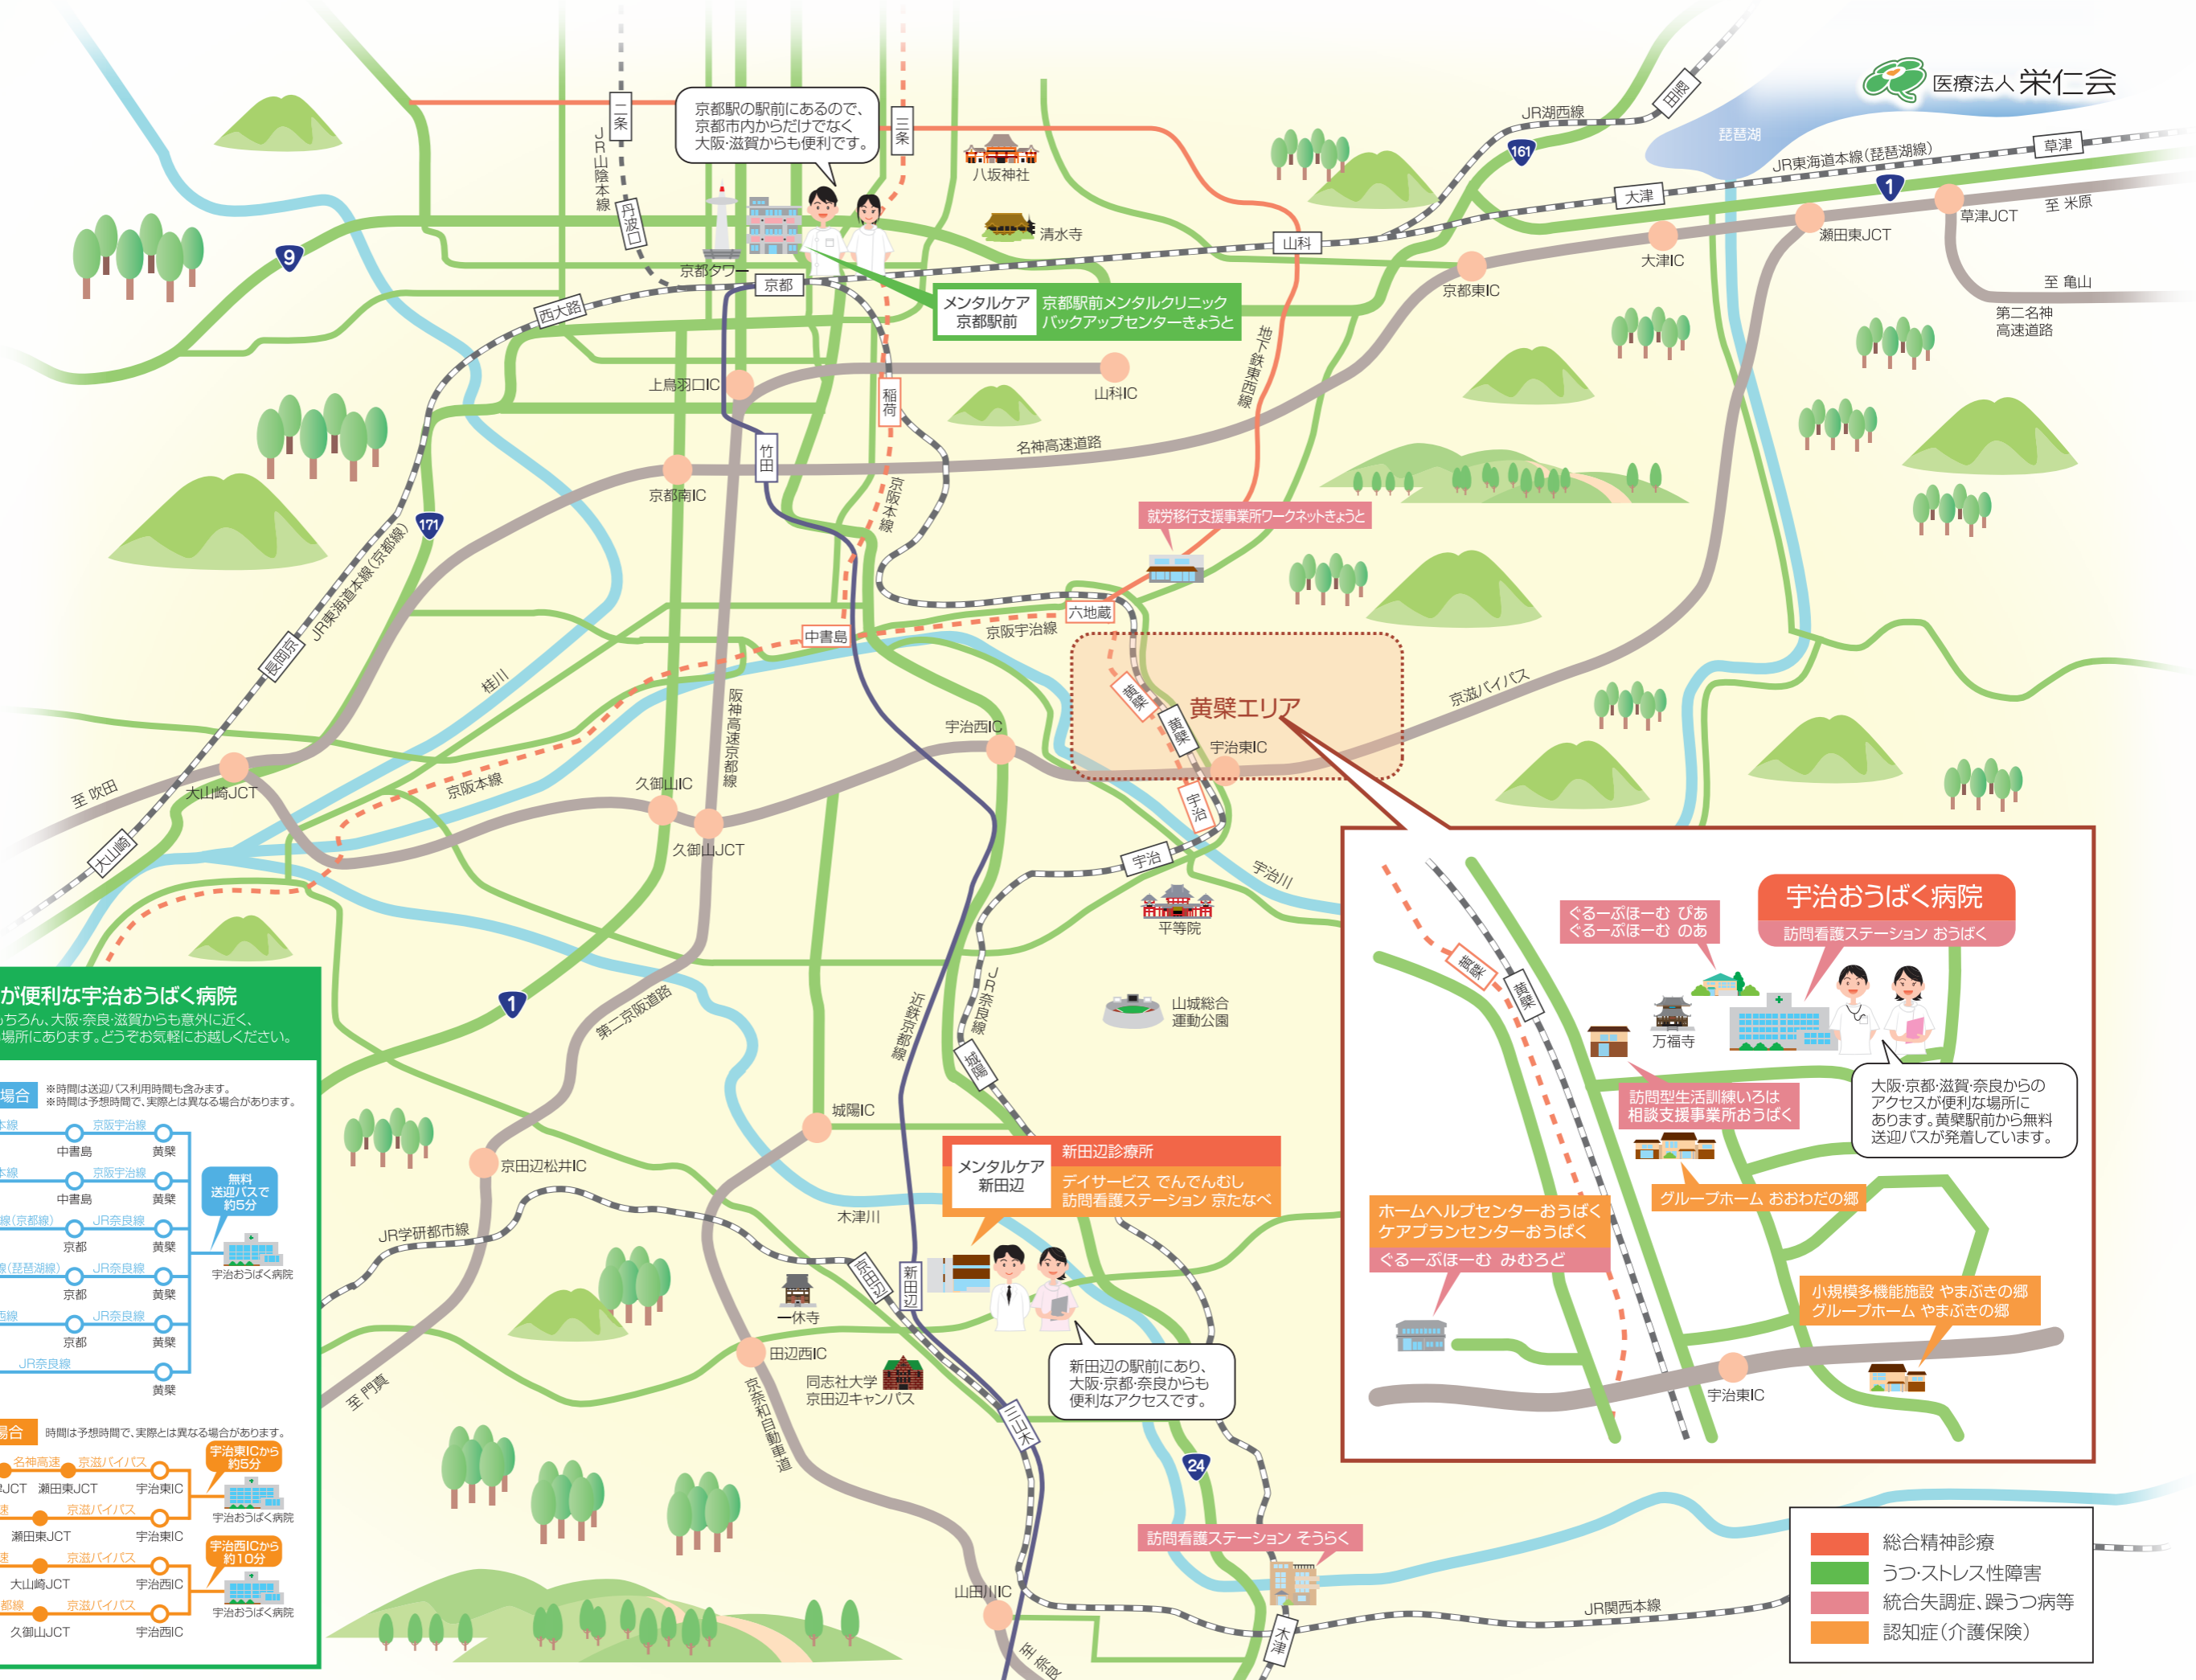 医療法人 栄仁会
二条
JR山陰本線
丹波口
京都駅の駅前にあるので、
京都市内からだけでなく
大阪・滋賀からも便利です。
三条
八坂神社
清水寺
京都タワー
京都
西大路
メンタルケア
京都駅前
京都駅前メンタルクリニック
バックアップセンターきょうと
山科
JR湖西線
堅田
161
琵琶湖
JR東海道本線(琵琶湖線)
大津
草津
1
草津JCT
至 米原
瀬田東JCT
大津IC
京都東IC
至 亀山
第二名神
高速道路
9
上鳥羽口IC
稲荷
山科IC
地下鉄東西線
竹田
名神高速道路
京都南IC
京阪本線
171
JR東海道本線(京都線)
長岡京
就労移行支援事業所ワークネットきょうと
六地蔵
中書島
京阪宇治線
桂川
阪神高速京都線
黄檗
黄檗
黄檗エリア
京滋バイパス
宇治西IC
宇治東IC
宇治
至 吹田
大山崎JCT
京阪本線
久御山IC
久御山JCT
大山崎
宇治
宇治川
平等院
1
第二京阪道路
近鉄京都線
JR奈良線
城陽
山城総合
運動公園
城陽IC
京田辺松井IC
メンタルケア
新田辺
新田辺診療所
デイサービス でんでんむし
訪問看護ステーション 京たなべ
木津川
JR学研都市線
京田辺
新田辺
一休寺
田辺西IC
同志社大学
京田辺キャンパス
新田辺の駅前にあり、
大阪・京都・奈良からも
便利なアクセスです。
至 門真
京奈和自動車道
三山木
24
訪問看護ステーション そうらく
山田川IC
至 奈良
木津
JR関西本線
黄檗
黄檗
ぐるーぷほーむ ぴあ
ぐるーぷほーむ のあ
宇治おうばく病院
訪問看護ステーション おうばく
万福寺
訪問型生活訓練いろは
相談支援事業所おうばく
大阪・京都・滋賀・奈良からの
アクセスが便利な場所に
あります。黄檗駅前から無料
送迎バスが発着しています。
グループホーム おおわだの郷
ホームヘルプセンターおうばく
ケアプランセンターおうばく
ぐるーぷほーむ みむろど
小規模多機能施設 やまぶきの郷
グループホーム やまぶきの郷
宇治東IC
総合精神診療
うつ・ストレス性障害
統合失調症、躁うつ病等
認知症(介護保険)
が便利な宇治おうばく病院
ちろん、大阪・奈良・滋賀からも意外に近く、
場所にあります。どうぞお気軽にお越しください。
場合
※時間は送迎バス利用時間も含みます。
※時間は予想時間で、実際とは異なる場合があります。
本線 京阪宇治線
中書島 黄檗
本線 京阪宇治線
中書島 黄檗
線(京都線) JR奈良線
京都 黄檗
線(琵琶湖線) JR奈良線
京都 黄檗
西線 JR奈良線
京都 黄檗
JR奈良線
黄檗
無料
送迎バスで
約5分
宇治おうばく病院
場合
時間は予想時間で、実際とは異なる場合があります。
名神高速 京滋バイパス
JCT 瀬田東JCT 宇治東IC
速 京滋バイパス
瀬田東JCT 宇治東IC
宇治東ICから
約5分
宇治おうばく病院
速 京滋バイパス
大山崎JCT 宇治西IC
都線 京滋バイパス
久御山JCT 宇治西IC
宇治西ICから
約10分
宇治おうばく病院